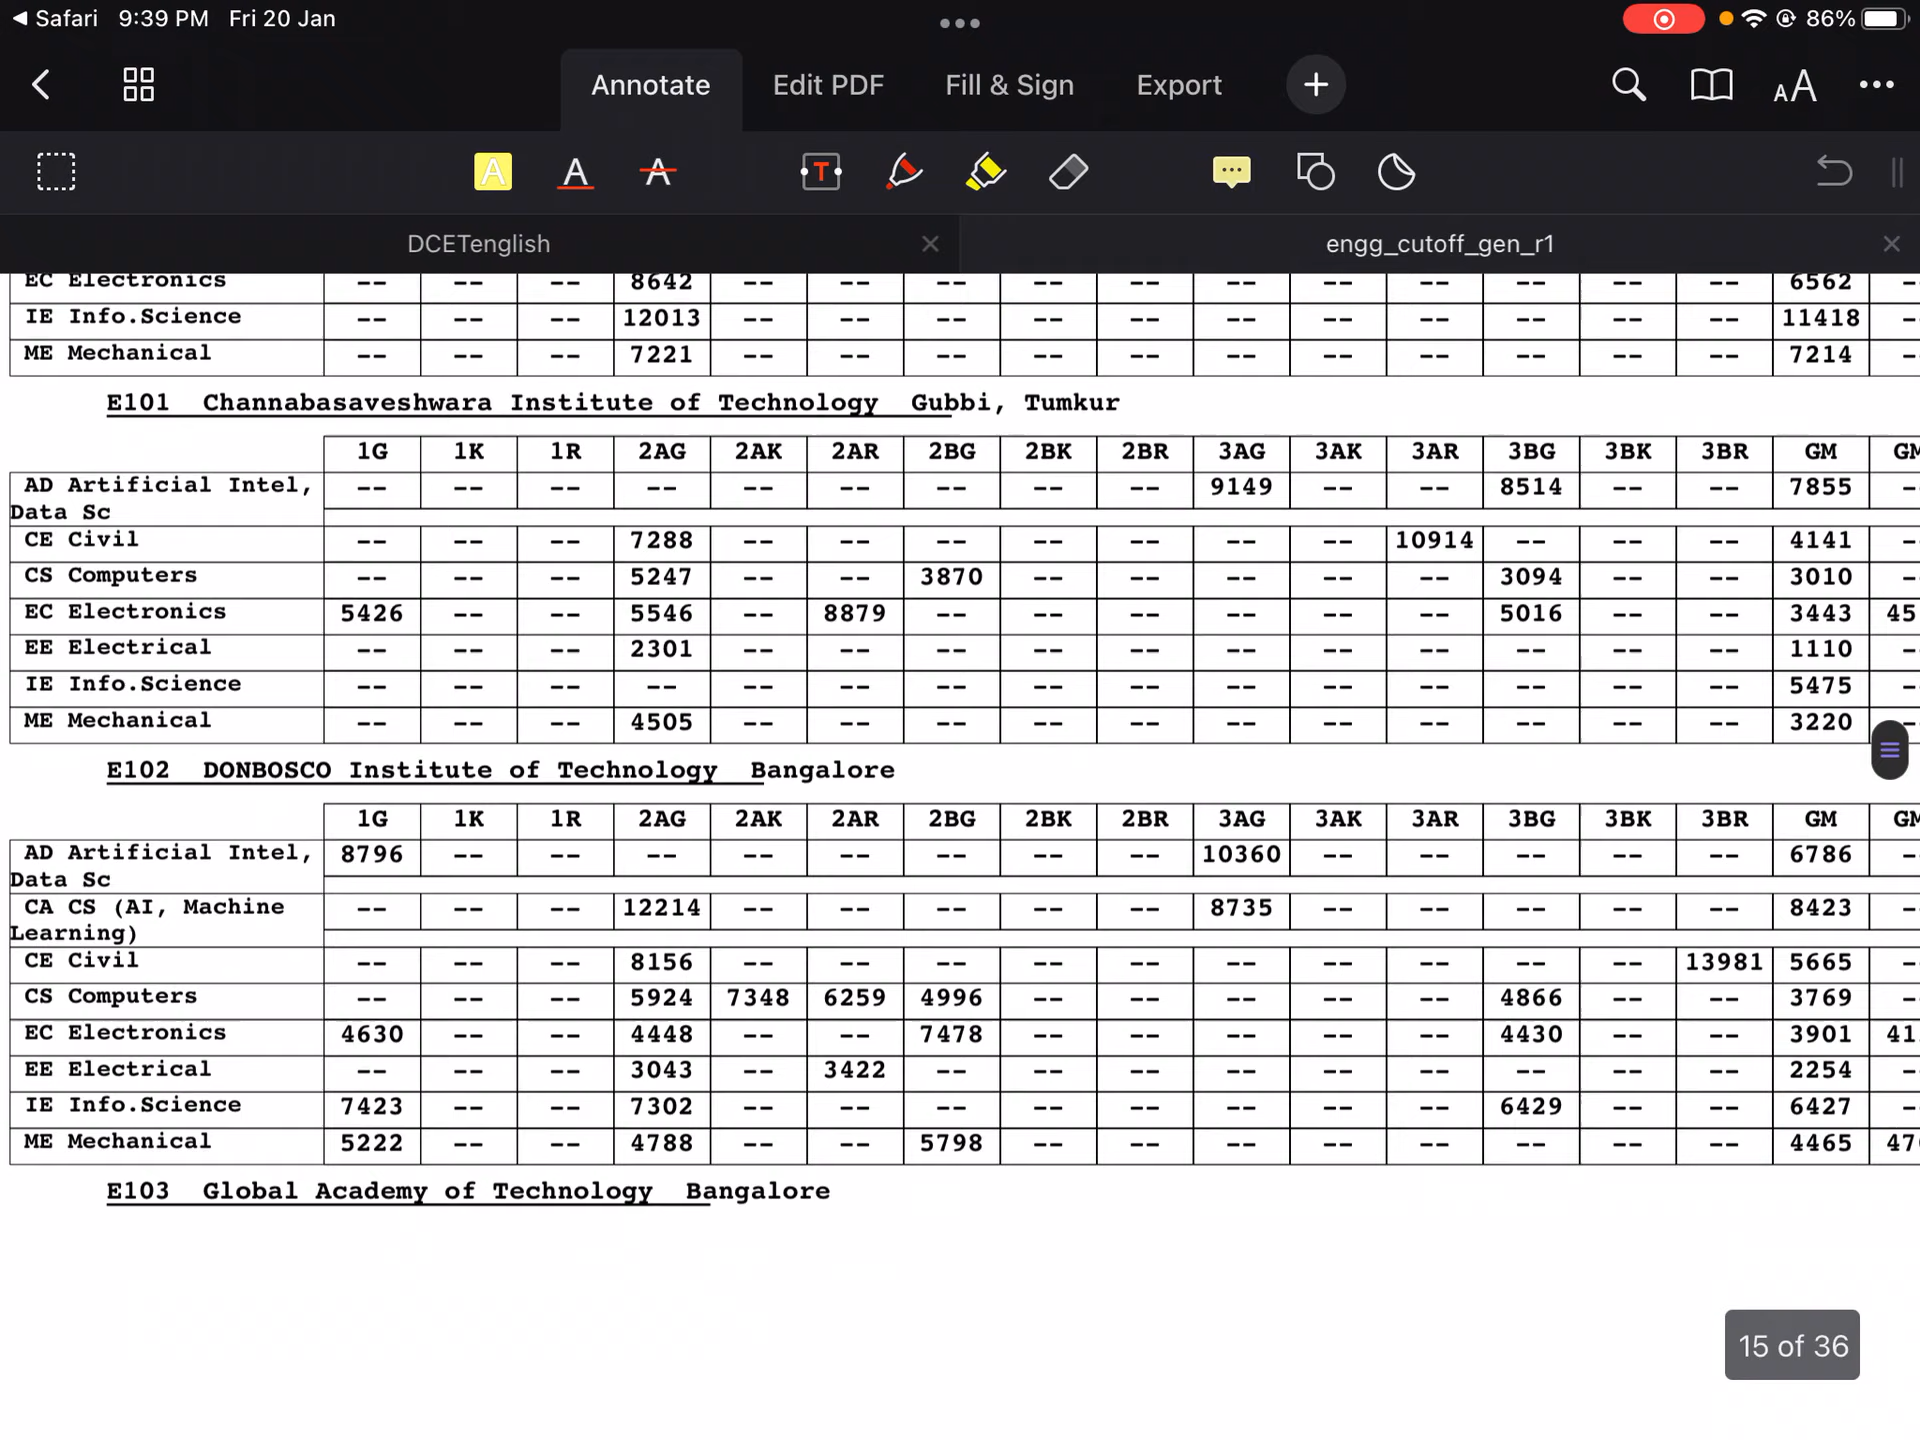 Safari 9:39 PM Fri 20 Jan 86%
Annotate Edit PDF Fill & Sign Export
A A A T
AA
DCETenglish engg_cutoff_gen_r1
EC Electronics -- -- -- 8642 -- -- -- -- -- -- -- -- -- -- -- 6562 --
IE Info.Science -- -- -- 12013 -- -- -- -- -- -- -- -- -- -- -- 11418 --
ME Mechanical -- -- -- 7221 -- -- -- -- -- -- -- -- -- -- -- 7214 --
E101 Channabasaveshwara Institute of Technology Gubbi, Tumkur
1G 1K 1R 2AG 2AK 2AR 2BG 2BK 2BR 3AG 3AK 3AR 3BG 3BK 3BR GM GM
AD Artificial Intel, -- -- -- -- -- -- -- -- -- 9149 -- -- 8514 -- -- 7855 --
Data Sc
CE Civil -- -- -- 7288 -- -- -- -- -- -- -- 10914 -- -- -- 4141 --
CS Computers -- -- -- 5247 -- -- 3870 -- -- -- -- -- 3094 -- -- 3010 --
EC Electronics 5426 -- -- 5546 -- 8879 -- -- -- -- -- -- 5016 -- -- 3443 45
EE Electrical -- -- -- 2301 -- -- -- -- -- -- -- -- -- -- -- 1110 --
IE Info.Science -- -- -- -- -- -- -- -- -- -- -- -- -- -- -- 5475 --
ME Mechanical -- -- -- 4505 -- -- -- -- -- -- -- -- -- -- -- 3220 --
E102 DONBOSCO Institute of Technology Bangalore
1G 1K 1R 2AG 2AK 2AR 2BG 2BK 2BR 3AG 3AK 3AR 3BG 3BK 3BR GM GM
AD Artificial Intel, 8796 -- -- -- -- -- -- -- -- 10360 -- -- -- -- -- 6786 --
Data Sc
CA CS (AI, Machine -- -- -- 12214 -- -- -- -- -- 8735 -- -- -- -- -- 8423 --
Learning)
CE Civil -- -- -- 8156 -- -- -- -- -- -- -- -- -- -- 13981 5665 --
CS Computers -- -- -- 5924 7348 6259 4996 -- -- -- -- -- 4866 -- -- 3769 --
EC Electronics 4630 -- -- 4448 -- -- 7478 -- -- -- -- -- 4430 -- -- 3901 41
EE Electrical -- -- -- 3043 -- 3422 -- -- -- -- -- -- -- -- -- 2254 --
IE Info.Science 7423 -- -- 7302 -- -- -- -- -- -- -- -- 6429 -- -- 6427 --
ME Mechanical 5222 -- -- 4788 -- -- 5798 -- -- -- -- -- -- -- -- 4465 47
E103 Global Academy of Technology Bangalore
15 of 36